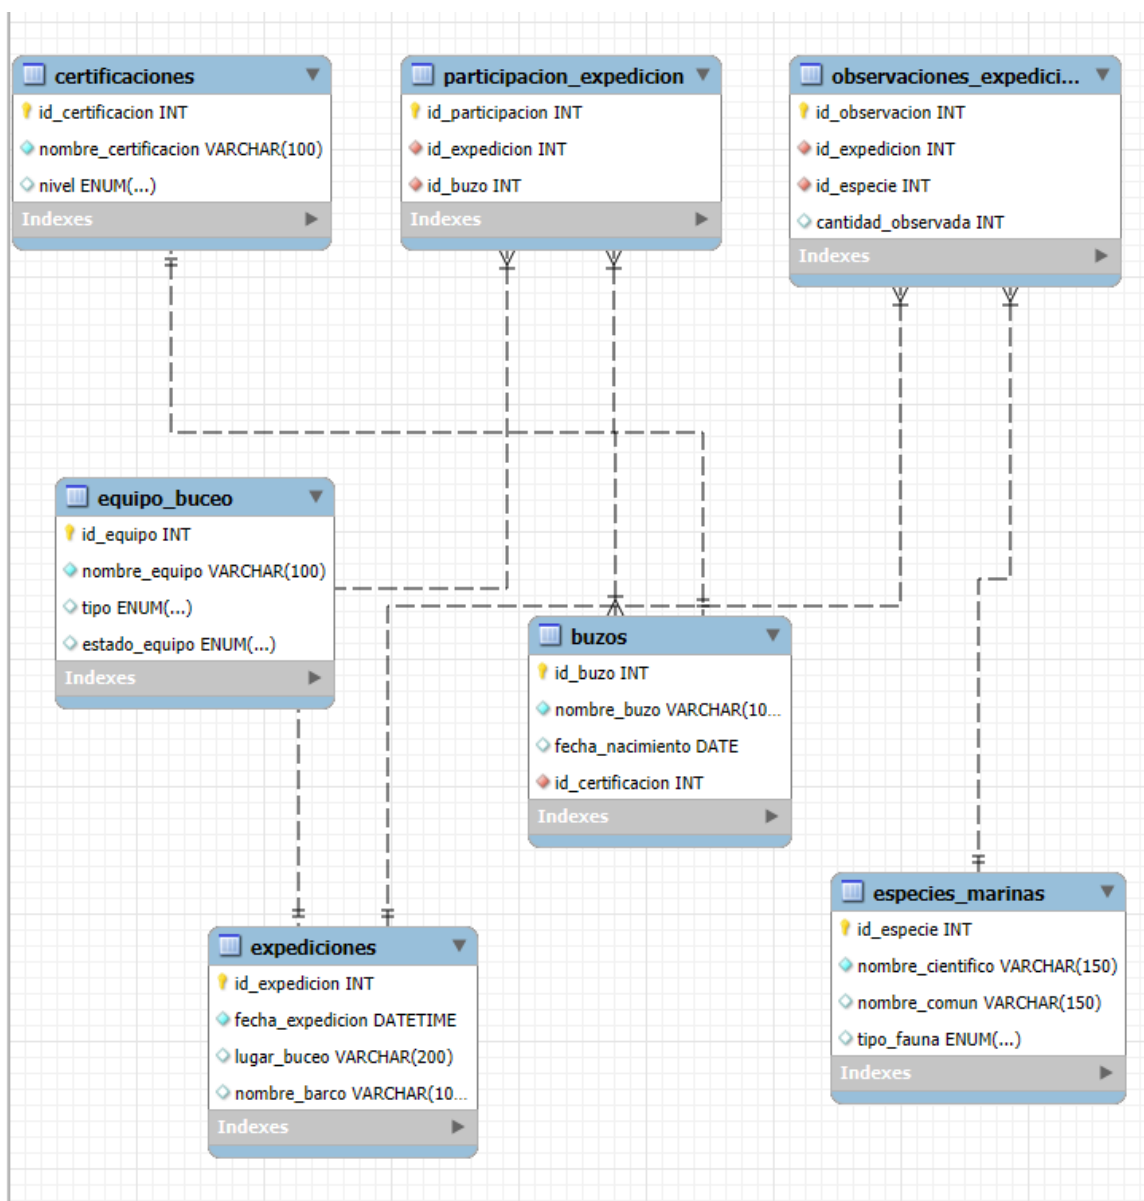 certificaciones
id_certificacion INT
nombre_certificacion VARCHAR(100)
nivel ENUM(...)
Indexes
participacion_expedicion
id_participacion INT
id_expedicion INT
id_buzo INT
Indexes
observaciones_expedici...
id_observacion INT
id_expedicion INT
id_especie INT
cantidad_observada INT
Indexes
equipo_buceo
id_equipo INT
nombre_equipo VARCHAR(100)
tipo ENUM(...)
estado_equipo ENUM(...)
Indexes
buzos
id_buzo INT
nombre_buzo VARCHAR(10...
fecha_nacimiento DATE
id_certificacion INT
Indexes
especies_marinas
id_especie INT
nombre_cientifico VARCHAR(150)
nombre_comun VARCHAR(150)
tipo_fauna ENUM(...)
Indexes
expediciones
id_expedicion INT
fecha_expedicion DATETIME
lugar_buceo VARCHAR(200)
nombre_barco VARCHAR(10...
Indexes